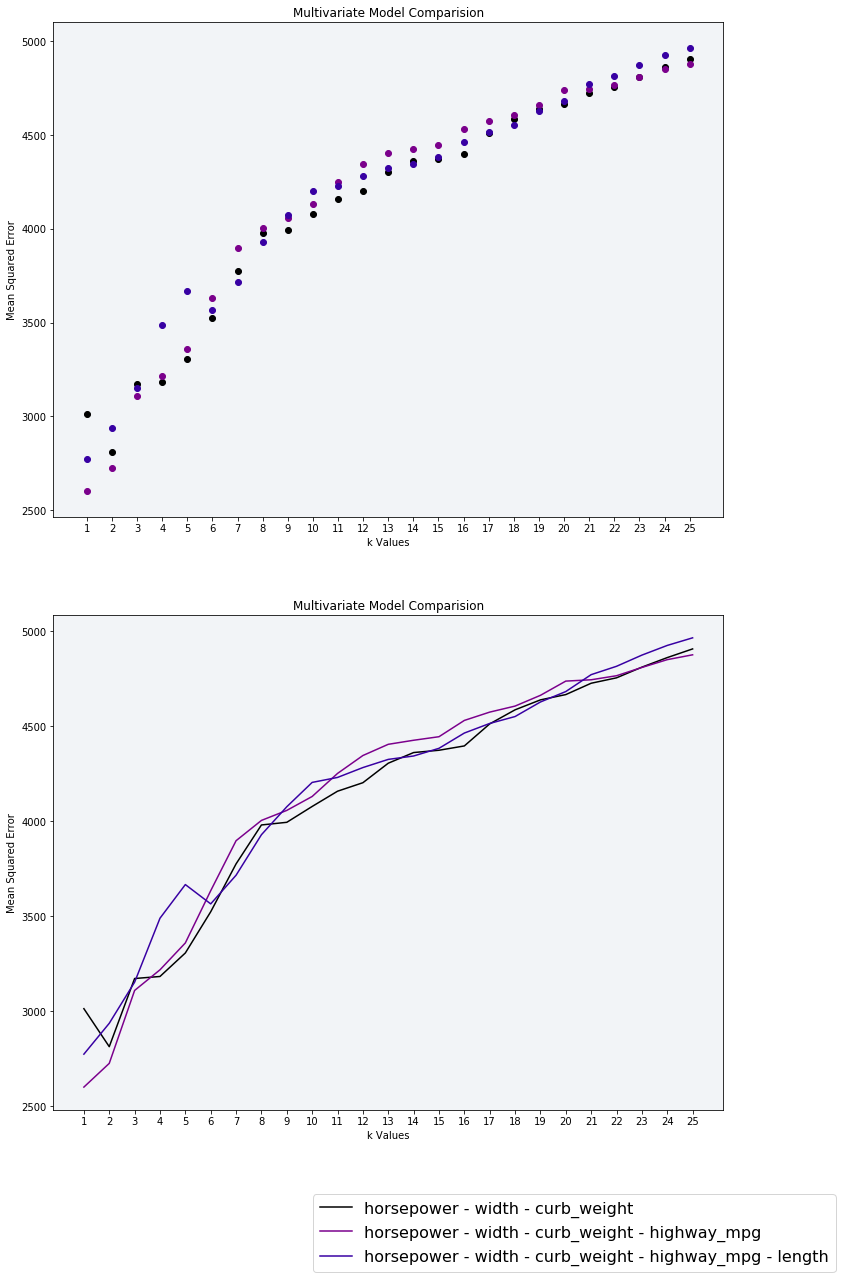 Multivariate Model Comparision
5000
4500
4000
3500
3000
2500
Mean Squared Error
1 2 3 4 5 6 7 8 9 10 11 12 13 14 15 16 17 18 19 20 21 22 23 24 25
k Values
Multivariate Model Comparision
5000
4500
4000
3500
3000
2500
Mean Squared Error
1 2 3 4 5 6 7 8 9 10 11 12 13 14 15 16 17 18 19 20 21 22 23 24 25
k Values
horsepower - width - curb_weight
horsepower - width - curb_weight - highway_mpg
horsepower - width - curb_weight - highway_mpg - length